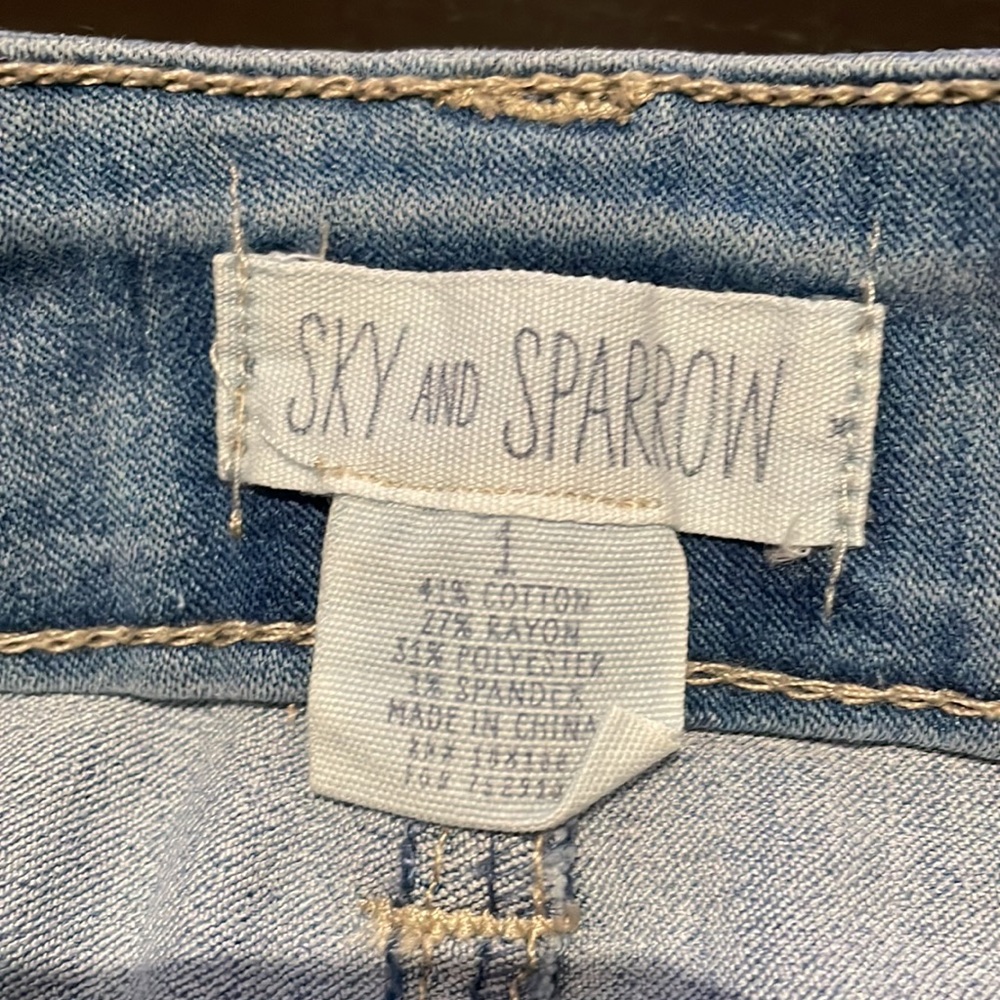 SKY AND SPARROW
1
41% COTTON
27% RAYON
31% POLYESTER
1% SPANDEX
MADE IN CHINA